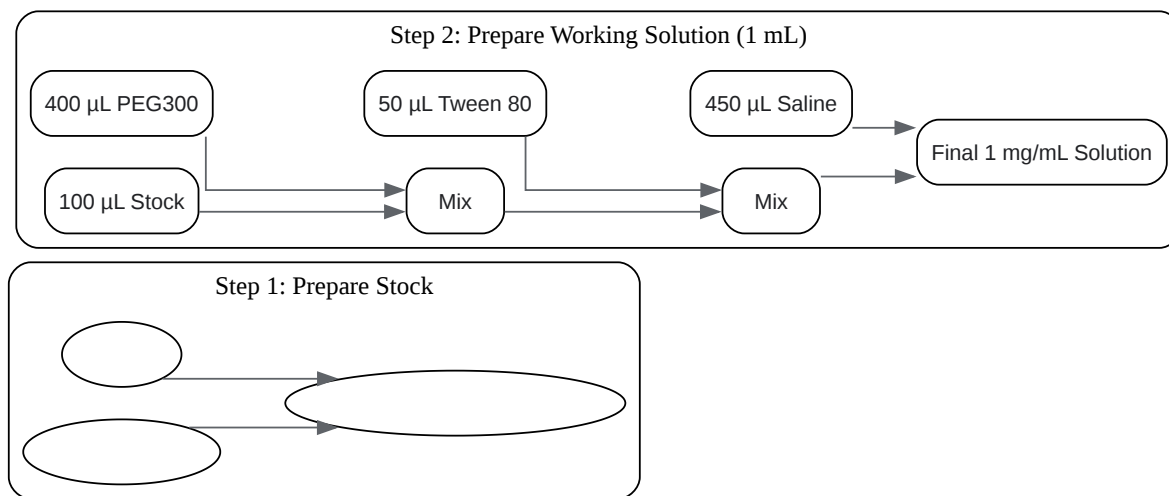 Step 2: Prepare Working Solution (1 mL)
400 µL PEG300
50 µL Tween 80
450 µL Saline
Final 1 mg/mL Solution
100 µL Stock
Mix
Mix
Step 1: Prepare Stock